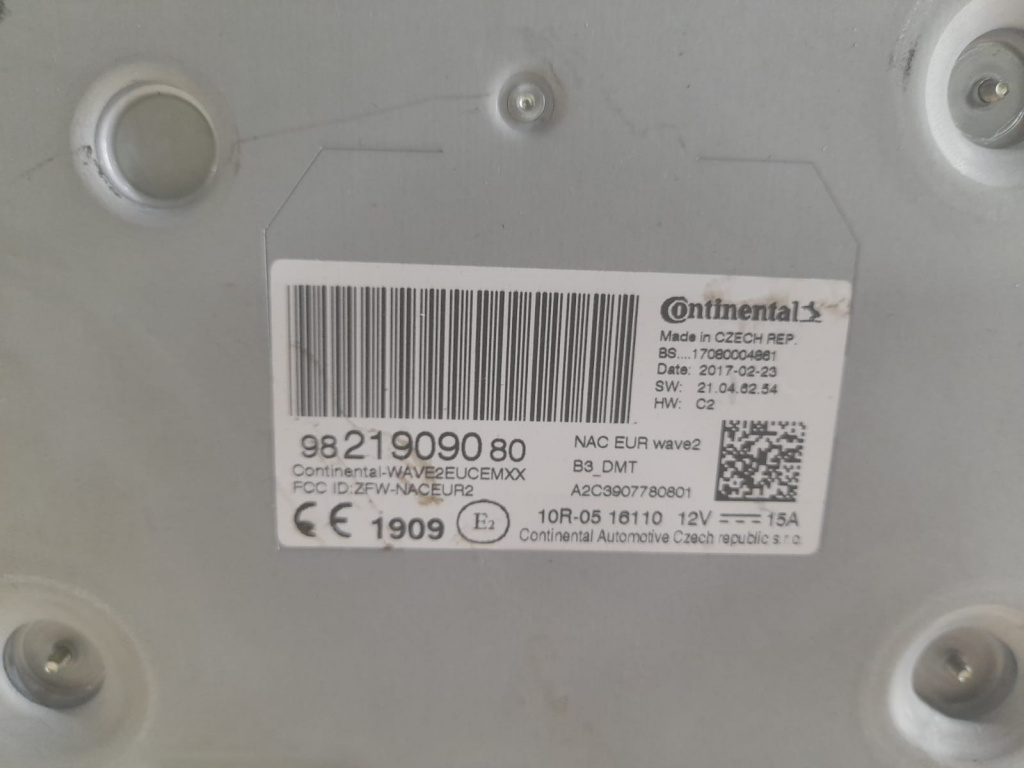 Continental
Made in CZECH REP.
BS....17080004861
Date: 2017-02-23
SW: 21.04.62.54
HW: C2
98 219090 80
Continental-WAVE2EUCEMXX
FCC ID:ZFW-NACEUR2
NAC EUR wave2
B3_DMT
A2C3907780801
CE 1909 E2
10R-05 16110 12V 15A
Continental Automotive Czech republic s.r.o.